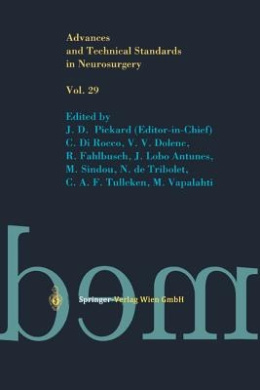 Advances
and Technical Standards
in Neurosurgery
Vol. 29
Edited by
J. D. Pickard (Editor-in-Chief)
C. Di Rocco, V. V. Dolenc,
R. Fahlbusch, J. Lobo Antunes,
M. Sindou, N. de Tribolet,
C. A. F. Tulleken, M. Vapalahti
Springer-Verlag Wien GmbH